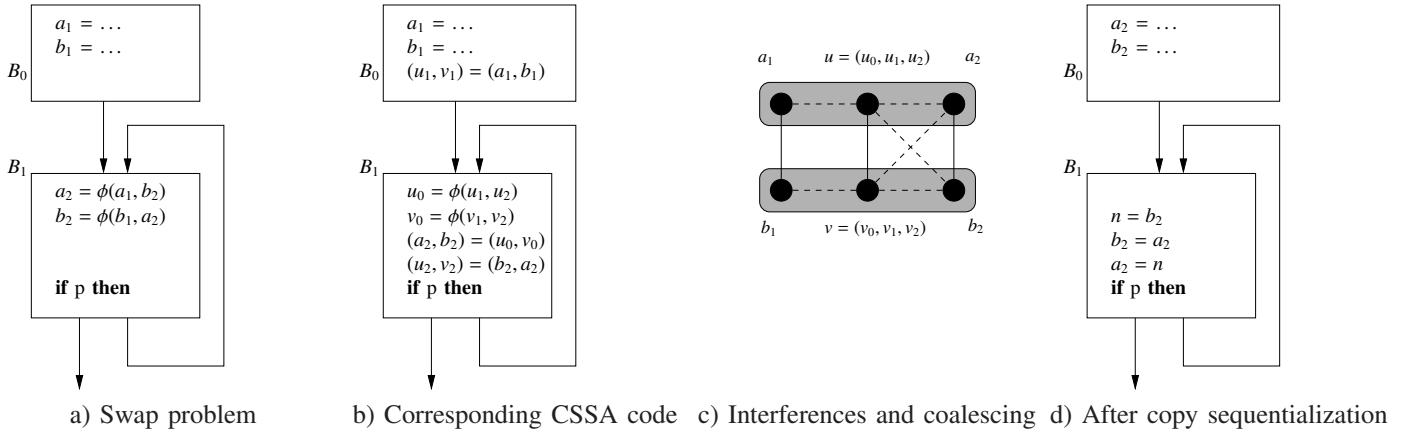 a₁ = …
b₁ = …
B₀
B₁
a₂ = ϕ(a₁, b₂)
b₂ = ϕ(b₁, a₂)
if p then
a) Swap problem
a₁ = …
b₁ = …
(u₁, v₁) = (a₁, b₁)
B₀
B₁
u₀ = ϕ(u₁, u₂)
v₀ = ϕ(v₁, v₂)
(a₂, b₂) = (u₀, v₀)
(u₂, v₂) = (b₂, a₂)
if p then
b) Corresponding CSSA code
a₁ u = (u₀, u₁, u₂) a₂
b₁ v = (v₀, v₁, v₂) b₂
c) Interferences and coalescing
a₂ = …
b₂ = …
B₀
B₁
n = b₂
b₂ = a₂
a₂ = n
if p then
d) After copy sequentialization